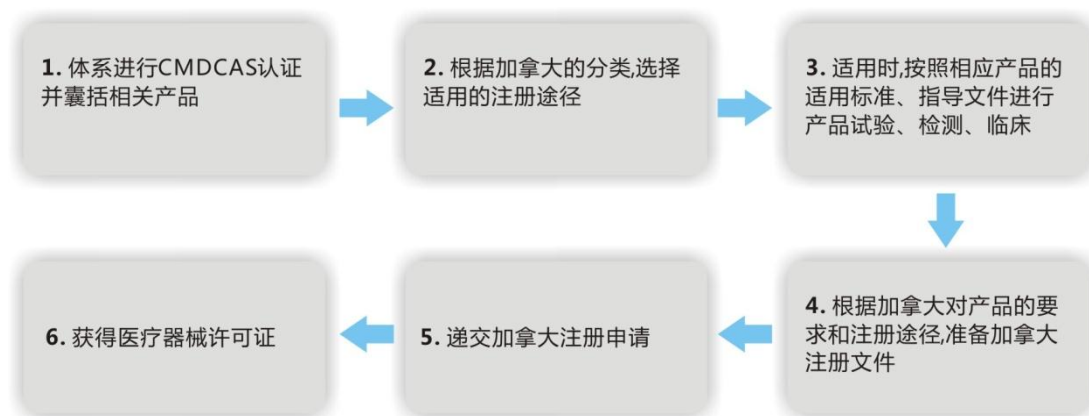 1. 体系进行CMDCAS认证
并囊括相关产品
2. 根据加拿大的分类,选择
适用的注册途径
3. 适用时,按照相应产品的
适用标准、指导文件进行
产品试验、检测、临床
4. 根据加拿大对产品的要
求和注册途径,准备加拿大
注册文件
5. 递交加拿大注册申请
6. 获得医疗器械许可证